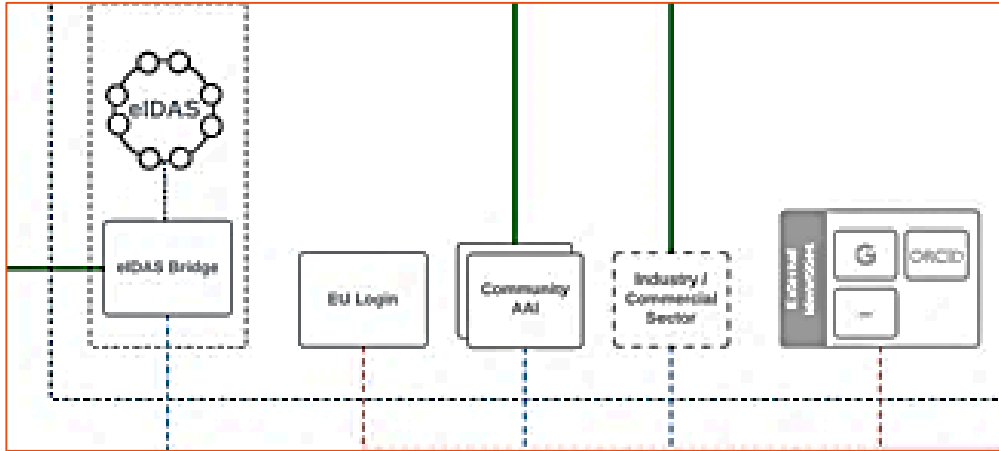 eIDAS
eIDAS Bridge
EU Login
Community
AAI
Industry /
Commercial
Sector
G
ORCID